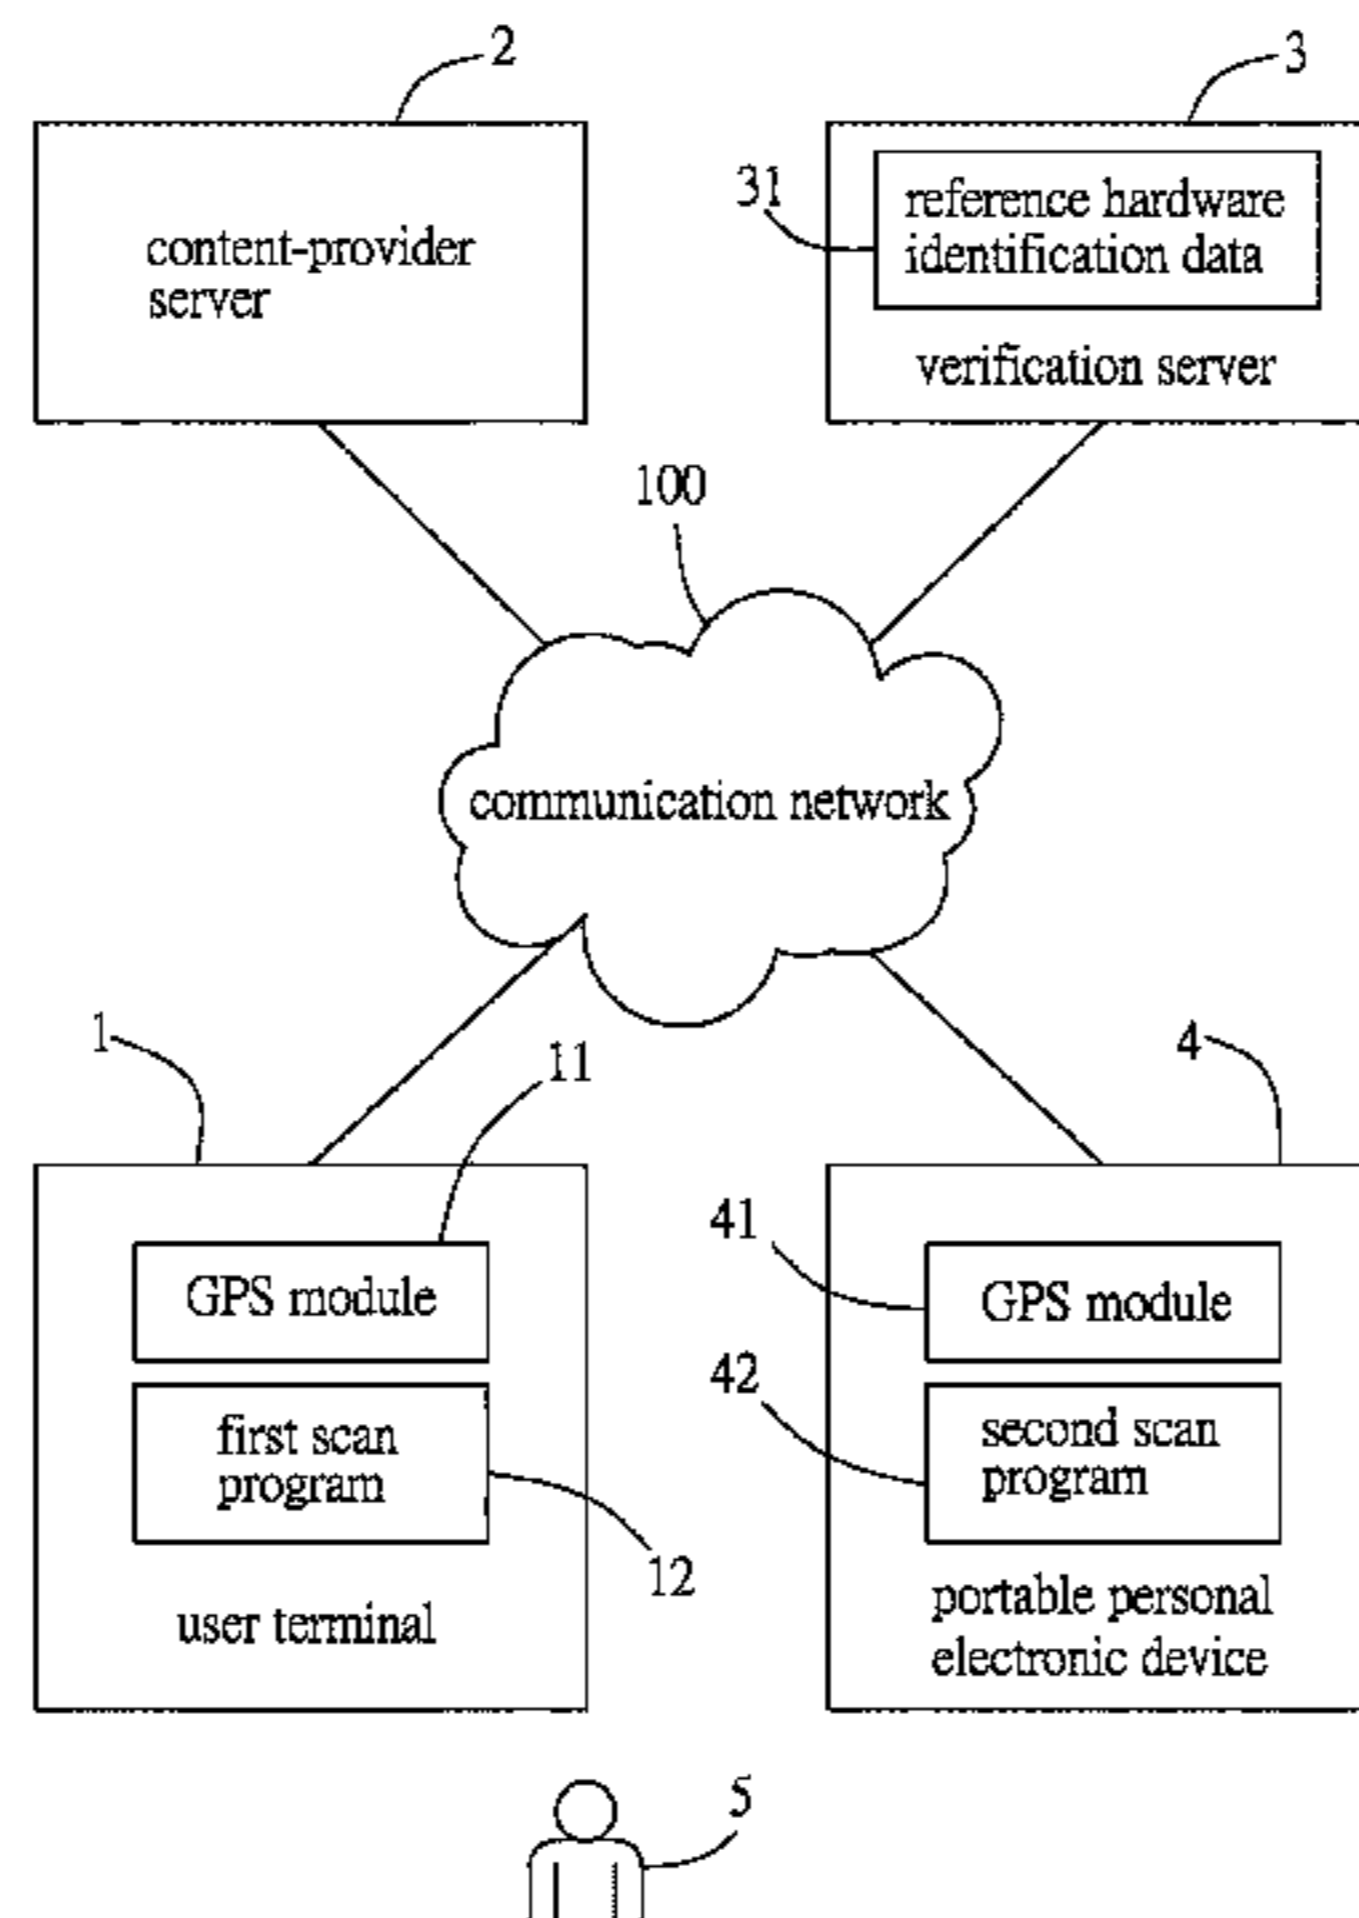 2
3
content-provider
server
31
reference hardware
identification data
verification server
100
communication network
1
11
4
GPS module
41
GPS module
42
first scan
program
second scan
program
12
user terminal
portable personal
electronic device
5